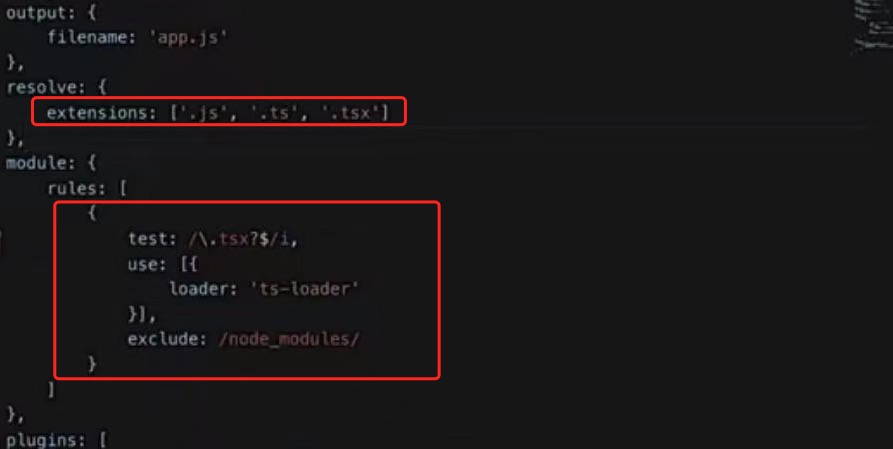 output: {
    filename: 'app.js'
},
resolve: {
    extensions: ['.js', '.ts', '.tsx']
},
module: {
    rules: [
        {
            test: /\.tsx?$/i,
            use: [{
                loader: 'ts-loader'
            }],
            exclude: /node_modules/
        }
    ]
},
plugins: [